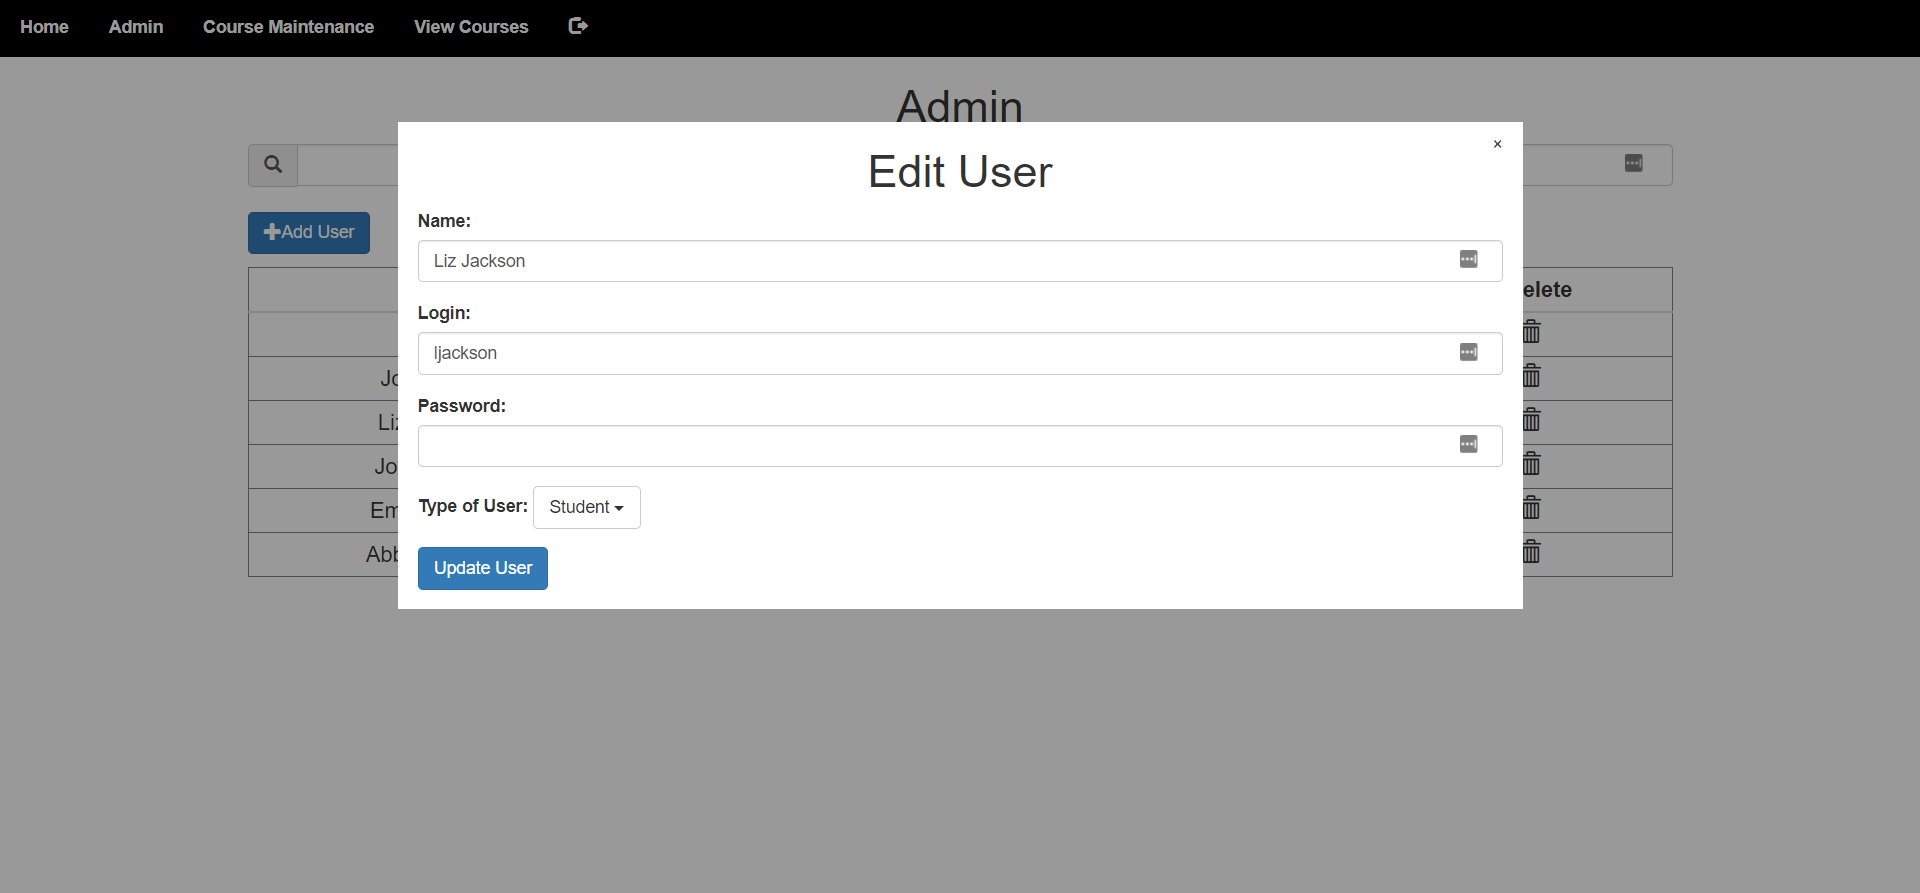 Home Admin Course Maintenance View Courses
Admin
×
Edit User
Name:
Liz Jackson
Login:
ljackson
Password:
Type of User: Student
Update User
Add User
elete
Jo
Liz
Jo
Em
Abb